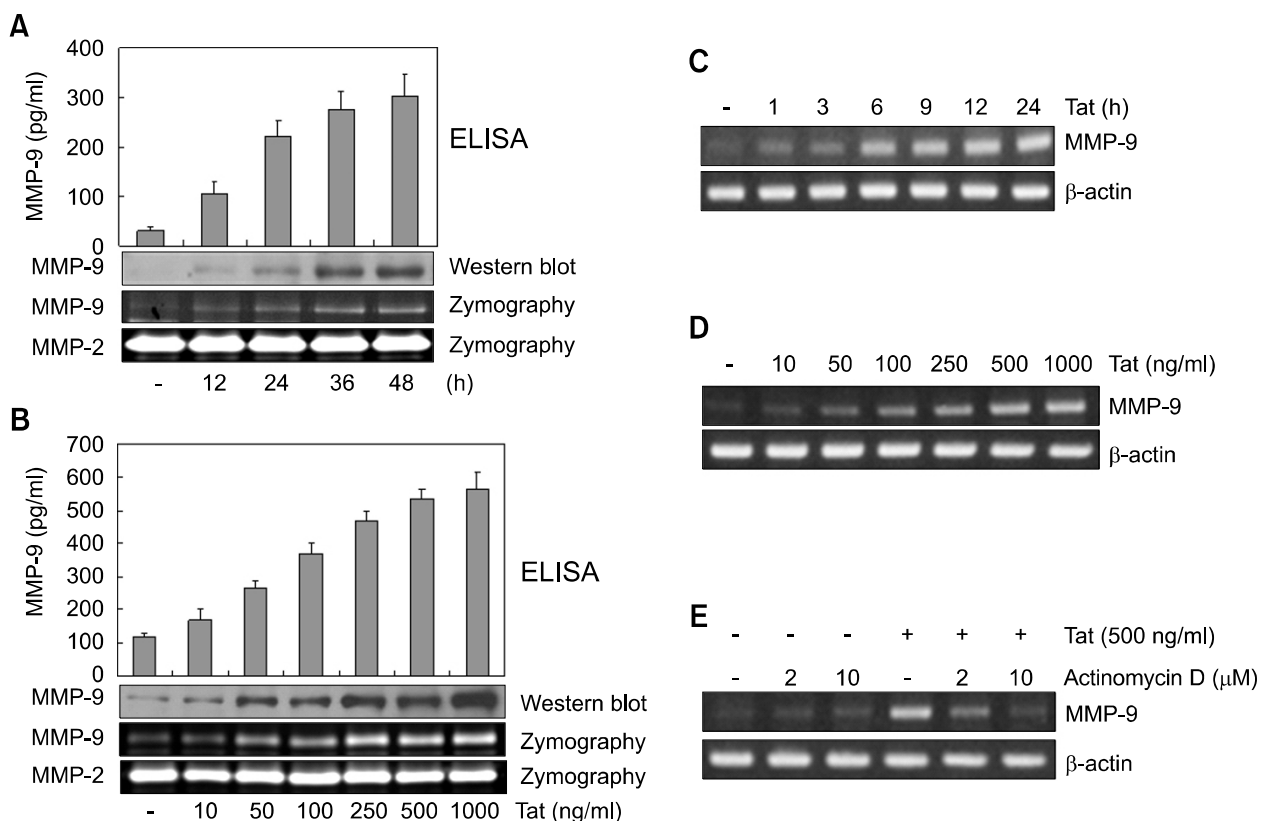 A
400
300
200
100
0
MMP-9 (pg/ml)
ELISA
MMP-9 Western blot
MMP-9 Zymography
MMP-2 Zymography
- 12 24 36 48 (h)
B
700
600
500
400
300
200
100
0
MMP-9 (pg/ml)
ELISA
MMP-9 Western blot
MMP-9 Zymography
MMP-2 Zymography
- 10 50 100 250 500 1000 Tat (ng/ml)
C
- 1 3 6 9 12 24 Tat (h)
MMP-9
β-actin
D
- 10 50 100 250 500 1000 Tat (ng/ml)
MMP-9
β-actin
E
- - - + + + Tat (500 ng/ml)
- 2 10 - 2 10 Actinomycin D (μM)
MMP-9
β-actin